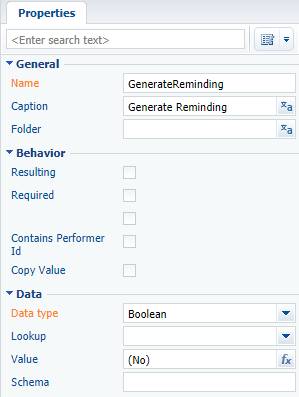 Properties
<Enter search text>
General
Name GenerateReminding
Caption Generate Reminding
Folder
Behavior
Resulting
Required
Contains Performer
Id
Copy Value
Data
Data type Boolean
Lookup
Value (No) fx
Schema